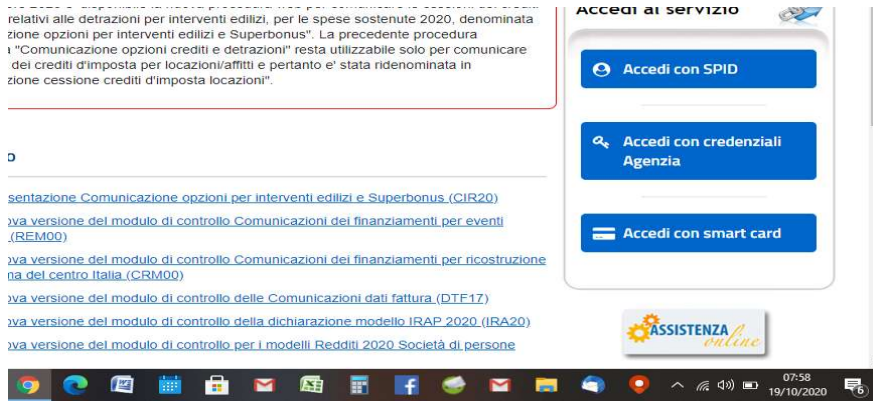 relativi alle detrazioni per interventi edilizi, per le spese sostenute 2020, denominata
zione opzioni per interventi edilizi e Superbonus". La precedente procedura
a "Comunicazione opzioni crediti e detrazioni" resta utilizzabile solo per comunicare
dei crediti d'imposta per locazioni/affitti e pertanto e' stata ridenominata in
zione cessione crediti d'imposta locazioni".
o
sentazione Comunicazione opzioni per interventi edilizi e Superbonus (CIR20)
ova versione del modulo di controllo Comunicazioni dei finanziamenti per eventi
(REM00)
ova versione del modulo di controllo Comunicazioni dei finanziamenti per ricostruzione
ma del centro Italia (CRM00)
ova versione del modulo di controllo delle Comunicazioni dati fattura (DTF17)
ova versione del modulo di controllo della dichiarazione modello IRAP 2020 (IRA20)
ova versione del modulo di controllo per i modelli Redditi 2020 Società di persone
Accedi al servizio
Accedi con SPID
Accedi con credenziali
Agenzia
Accedi con smart card
ASSISTENZA
online
07:58
19/10/2020
6